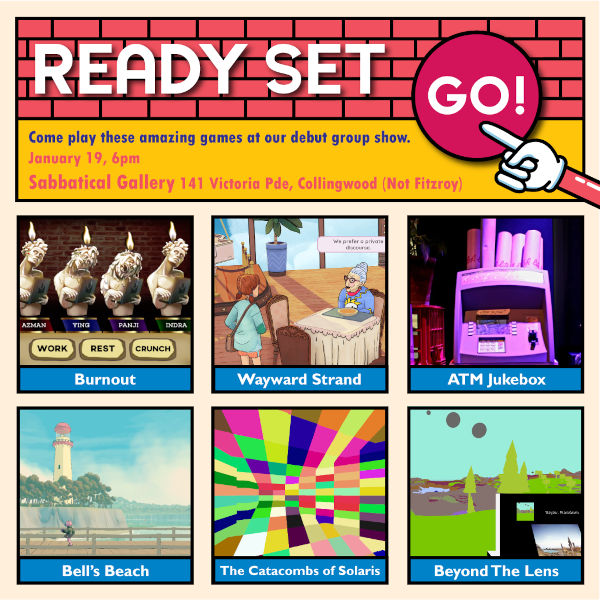 READY SET
GO!
Come play these amazing games at our debut group show.
January 19, 6pm
Sabbatical Gallery 141 Victoria Pde, Collingwood (Not Fitzroy)
AZMAN YING PANJI INDRA
WORK REST CRUNCH
Burnout
We prefer a private
discourse.
Wayward Strand
ATM Jukebox
Bell's Beach
The Catacombs of Solaris
Beyond The Lens